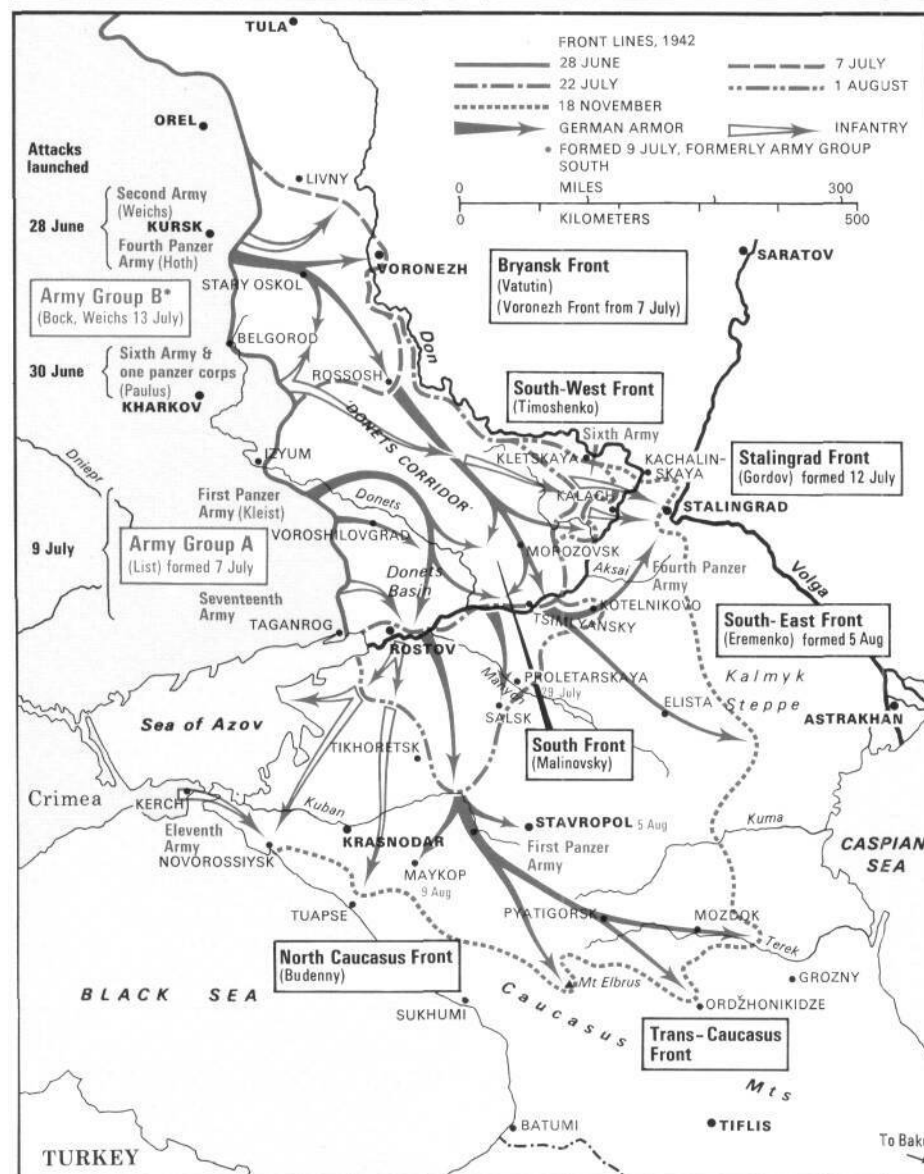 TULA
FRONT LINES, 1942
28 JUNE
7 JULY
22 JULY
1 AUGUST
18 NOVEMBER
GERMAN ARMOR
INFANTRY
• FORMED 9 JULY, FORMERLY ARMY GROUP
SOUTH
0 MILES 300
0 KILOMETERS 500
OREL
Attacks
launched
LIVNY
28 June
Second Army
(Weichs)
KURSK
Fourth Panzer
Army (Hoth)
VORONEZH
STARY OSKOL
Bryansk Front
(Vatutin)
(Voronezh Front from 7 July)
SARATOV
Army Group B*
(Bock, Weichs 13 July)
BELGOROD
Don
30 June
Sixth Army &
one panzer corps
(Paulus)
KHARKOV
ROSSOSH
South-West Front
(Timoshenko)
Sixth Army
'DONETS CORRIDOR'
KLETSKAYA
KACHALIN-
SKAYA
Stalingrad Front
(Gordov) formed 12 July
Dniepr
IZYUM
KALACH
STALINGRAD
First Panzer
Army (Kleist)
Donets
VOROSHILOVGRAD
9 July
Army Group A
(List) formed 7 July
MOROZOVSK
Aksai
Fourth Panzer
Army
Volga
Donets
Basin
Seventeenth
Army
TAGANROG
ROSTOV
TSIMLYANSKY
KOTELNIKOVO
South-East Front
(Eremenko) formed 5 Aug
Kalmyk
Steppe
Manych
PROLETARSKAYA
29 July
SALSK
ELISTA
ASTRAKHAN
Sea of Azov
South Front
(Malinovsky)
TIKHORETSK
Crimea
KERCH
Kuban
Eleventh
Army
NOVOROSSIYSK
KRASNODAR
STAVROPOL 5 Aug
First Panzer
Army
Kuma
CASPIAN
SEA
MAYKOP
9 Aug
TUAPSE
PYATIGORSK
MOZDOK
Terek
North Caucasus Front
(Budenny)
Mt Elbrus
GROZNY
BLACK SEA
SUKHUMI
Caucasus
ORDŽHONIKIDZE
Trans-Caucasus
Front
Mts
BATUMI
TIFLIS
TURKEY
To Baku